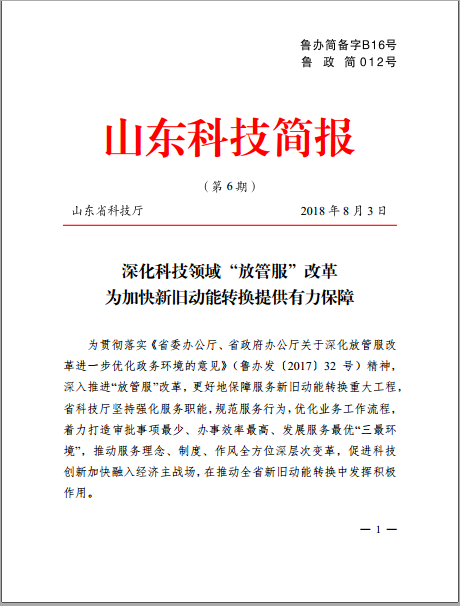 鲁办简备字B16号
鲁 政 简 012号
山东科技简报
（第 6 期）
山东省科技厅 2018 年 8 月 3 日
深化科技领域“放管服”改革
为加快新旧动能转换提供有力保障
为贯彻落实《省委办公厅、省政府办公厅关于深化放管服改
革进一步优化政务环境的意见》（鲁办发〔2017〕32 号）精神，
深入推进“放管服”改革，更好地保障服务新旧动能转换重大工程，
省科技厅坚持强化服务职能，规范服务行为，优化业务工作流程，
着力打造审批事项最少、办事效率最高、发展服务最优“三最环
境”，推动服务理念、制度、作风全方位深层次变革，促进科技
创新加快融入经济主战场，在推动全省新旧动能转换中发挥积极
作用。
— 1 —